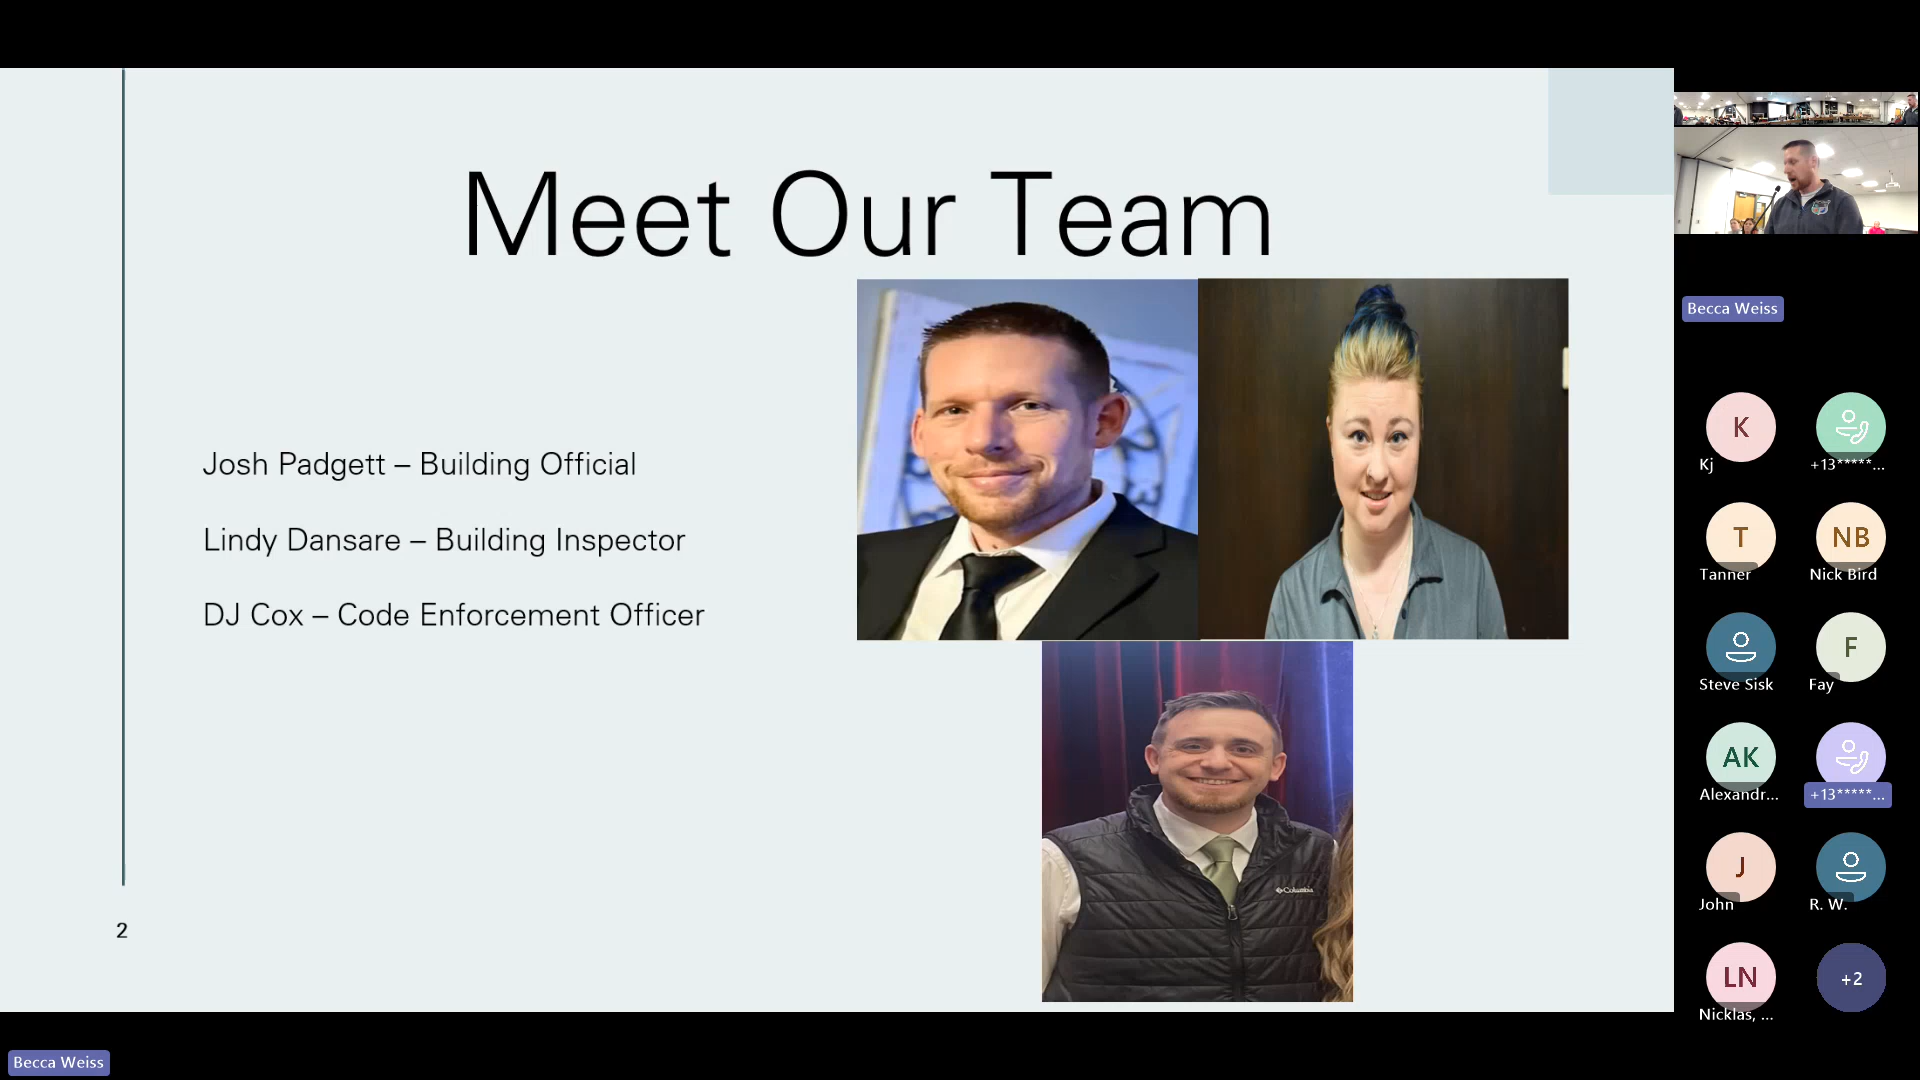 Meet Our Team
Josh Padgett – Building Official
Lindy Dansare – Building Inspector
DJ Cox – Code Enforcement Officer
Columbia
2
Becca Weiss
Becca Weiss
K
Kj
+13*****...
T
Tanner
NB
Nick Bird
Steve Sisk
F
Fay
AK
Alexandr...
+13*****...
J
John
R. W.
LN
Nicklas, ...
+2